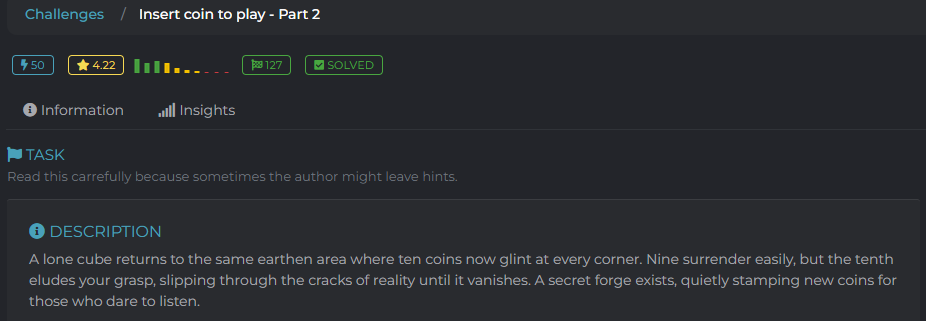 Challenges / Insert coin to play - Part 2
50 4.22 127 SOLVED
Information Insights
TASK
Read this carrefully because sometimes the author might leave hints.
DESCRIPTION
A lone cube returns to the same earthen area where ten coins now glint at every corner. Nine surrender easily, but the tenth
eludes your grasp, slipping through the cracks of reality until it vanishes. A secret forge exists, quietly stamping new coins for
those who dare to listen.